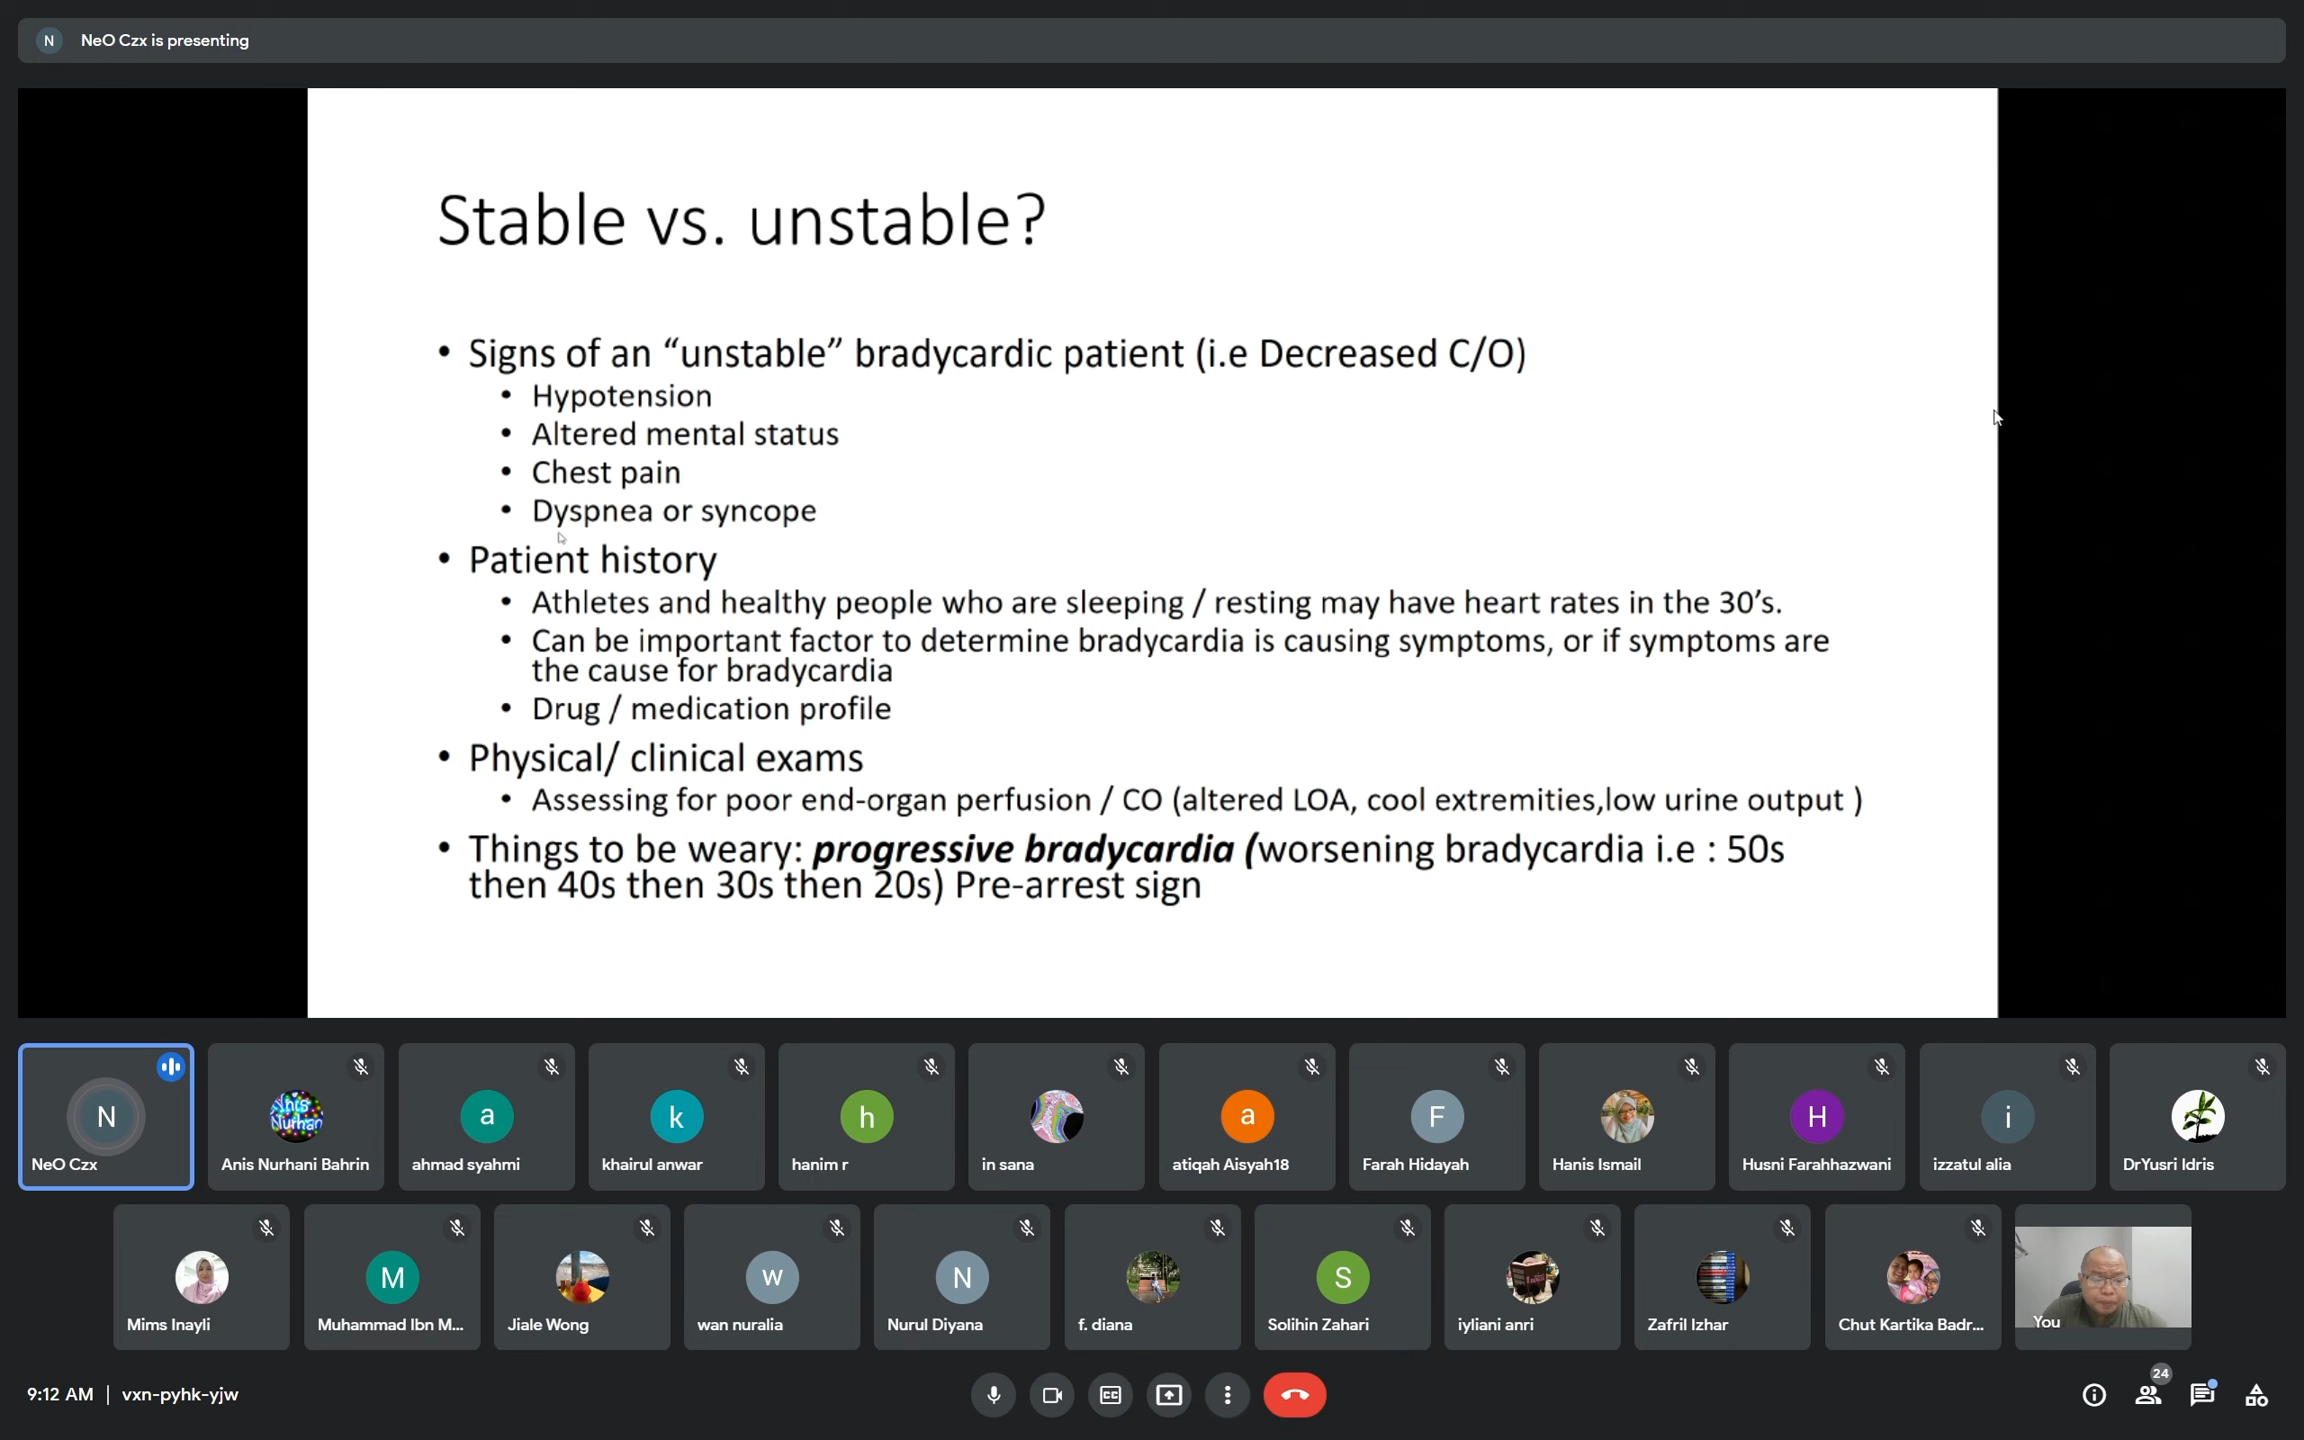 N NeO Czx is presenting
Stable vs. unstable?
• Signs of an “unstable” bradycardic patient (i.e Decreased C/O)
• Hypotension
• Altered mental status
• Chest pain
• Dyspnea or syncope
• Patient history
• Athletes and healthy people who are sleeping / resting may have heart rates in the 30’s.
• Can be important factor to determine bradycardia is causing symptoms, or if symptoms are
the cause for bradycardia
• Drug / medication profile
• Physical/ clinical exams
• Assessing for poor end-organ perfusion / CO (altered LOA, cool extremities,low urine output )
• Things to be weary: progressive bradycardia (worsening bradycardia i.e : 50s
then 40s then 30s then 20s) Pre-arrest sign
N Nhis Nurhan a k h a F H i
NeO Czx Anis Nurhani Bahrin ahmad syahmi khairul anwar hanim r in sana atiqah Aisyah18 Farah Hidayah Hanis Ismail Husni Farahhazwani izzatul alia DrYusri Idris
M w N S
Mims Inayli Muhammad Ibn M... Jiale Wong wan nuralia Nurul Diyana f. diana Solihin Zahari iyliani anri Zafril Izhar Chut Kartika Badr... You
9:12 AM | vxn-pyhk-yjw CC 24